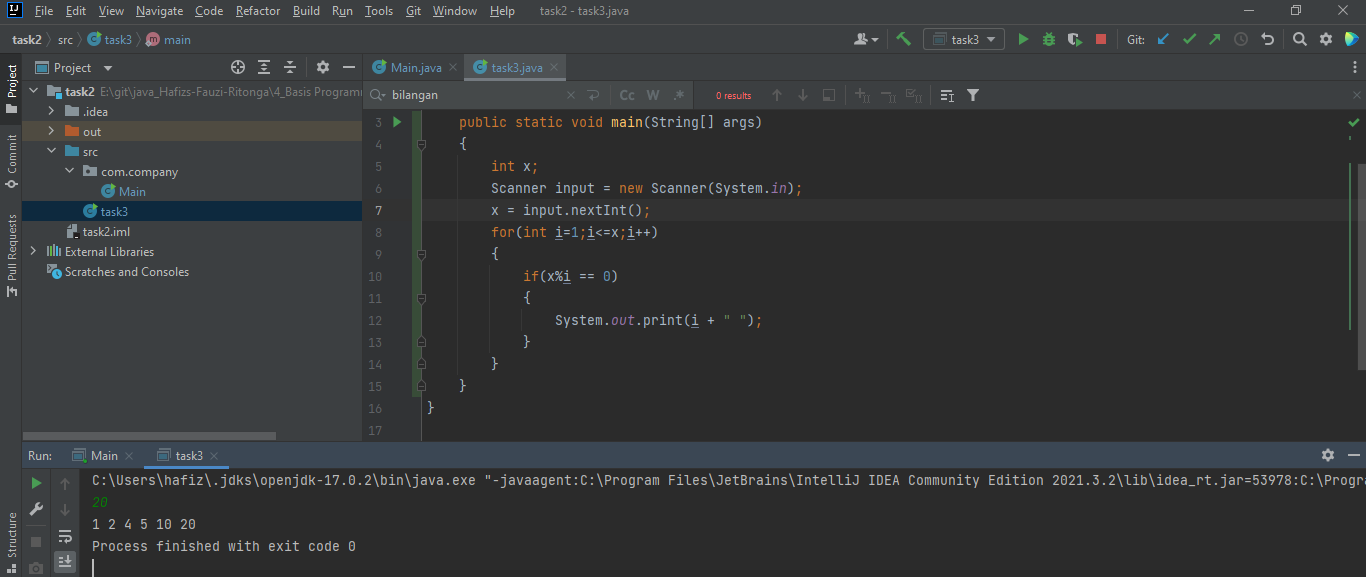 File Edit View Navigate Code Refactor Build Run Tools Git Window Help task2 - task3.java
task2 src task3 main task3 Git:
Project Main.java task3.java
task2 E:\git\java_Hafizs-Fauzi-Ritonga\4_Basis Program
.idea
out
src
com.company
Main
task3
task2.iml
External Libraries
Scratches and Consoles
Project
Commit
Pull Requests
Structure
bilangan Cc W .* 0 results
3 public static void main(String[] args)
4 {
5 int x;
6 Scanner input = new Scanner(System.in);
7 x = input.nextInt();
8 for(int i=1;i<=x;i++)
9 {
10 if(x%i == 0)
11 {
12 System.out.print(i + " ");
13 }
14 }
15 }
16 }
17
Run: Main task3
C:\Users\hafiz\.jdks\openjdk-17.0.2\bin\java.exe "-javaagent:C:\Program Files\JetBrains\IntelliJ IDEA Community Edition 2021.3.2\lib\idea_rt.jar=53978:C:\Progr
20
1 2 4 5 10 20
Process finished with exit code 0